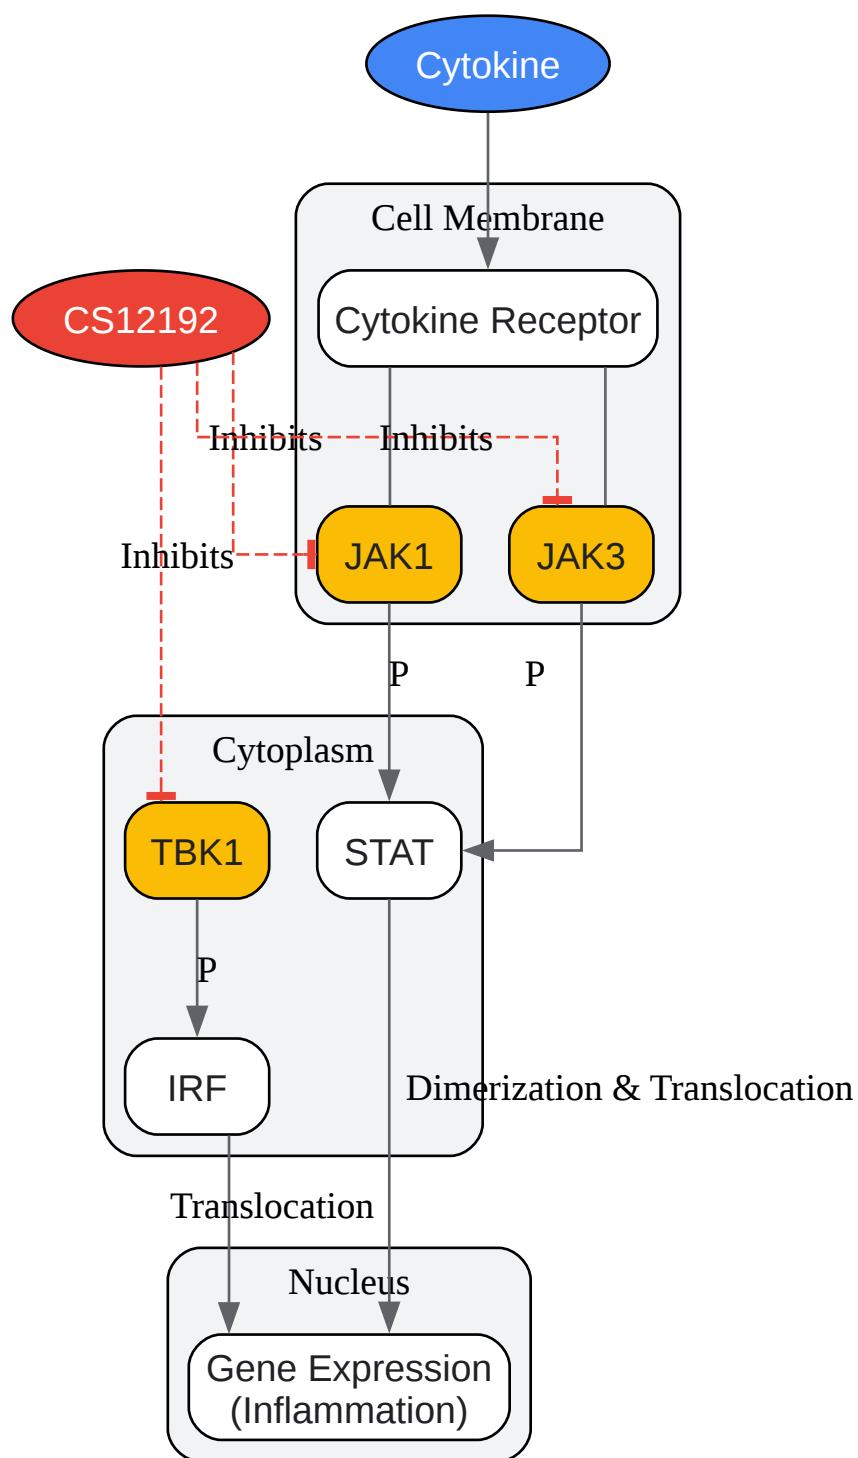 Cytokine
Cell Membrane
CS12192
Cytokine Receptor
Inhibits
Inhibits
Inhibits
JAK1
JAK3
P
P
Cytoplasm
TBK1
STAT
P
IRF
Dimerization & Translocation
Translocation
Nucleus
Gene Expression
(Inflammation)